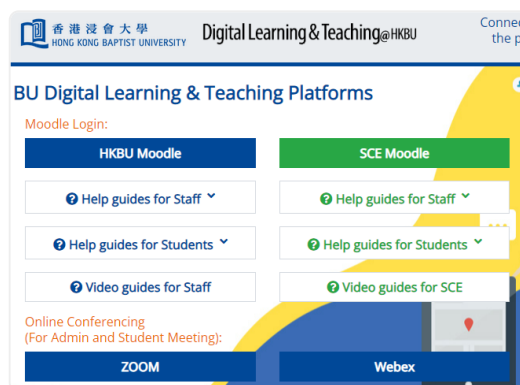 香港浸會大學
HONG KONG BAPTIST UNIVERSITY
Digital Learning & Teaching@HKBU
the p
BU Digital Learning & Teaching Platforms
Moodle Login:
HKBU Moodle
SCE Moodle
Help guides for Staff
Help guides for Staff
Help guides for Students
Help guides for Students
Video guides for Staff
Video guides for SCE
Online Conferencing
(For Admin and Student Meeting):
ZOOM
Webex